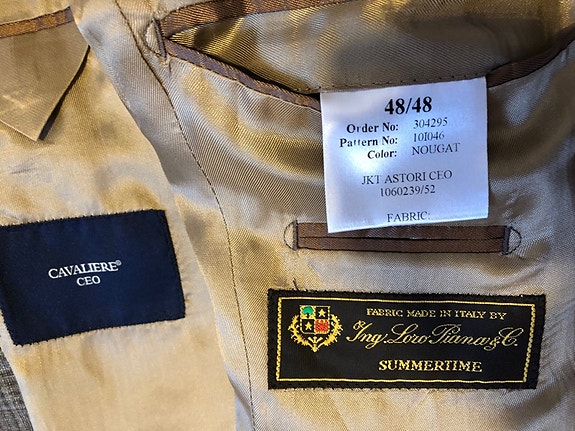 48/48
Order No: 304295
Pattern No: 10I046
Color: NOUGAT
JKT ASTORI CEO
1060239/52
FABRIC:
CAVALIERE®
CEO
FABRIC MADE IN ITALY BY
Ing. Loro Piana & C.
SUMMERTIME